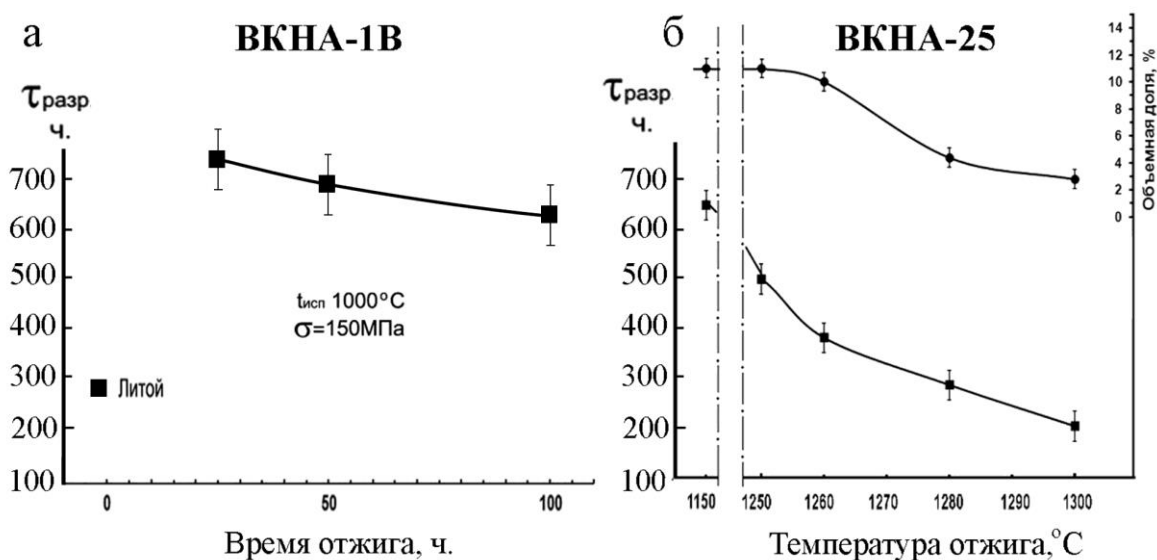 а
ВКНА-1В
τразр
ч.
700
600
500
400
300
200
100
tисп 1000°C
σ=150МПа
Литой
0
50
100
Время отжига, ч.
б
ВКНА-25
τразр
ч.
700
600
500
400
300
200
100
1150
1250
1260
1270
1280
1290
1300
Температура отжига,°С
14
12
10
8
6
4
2
0
Объемная доля, %